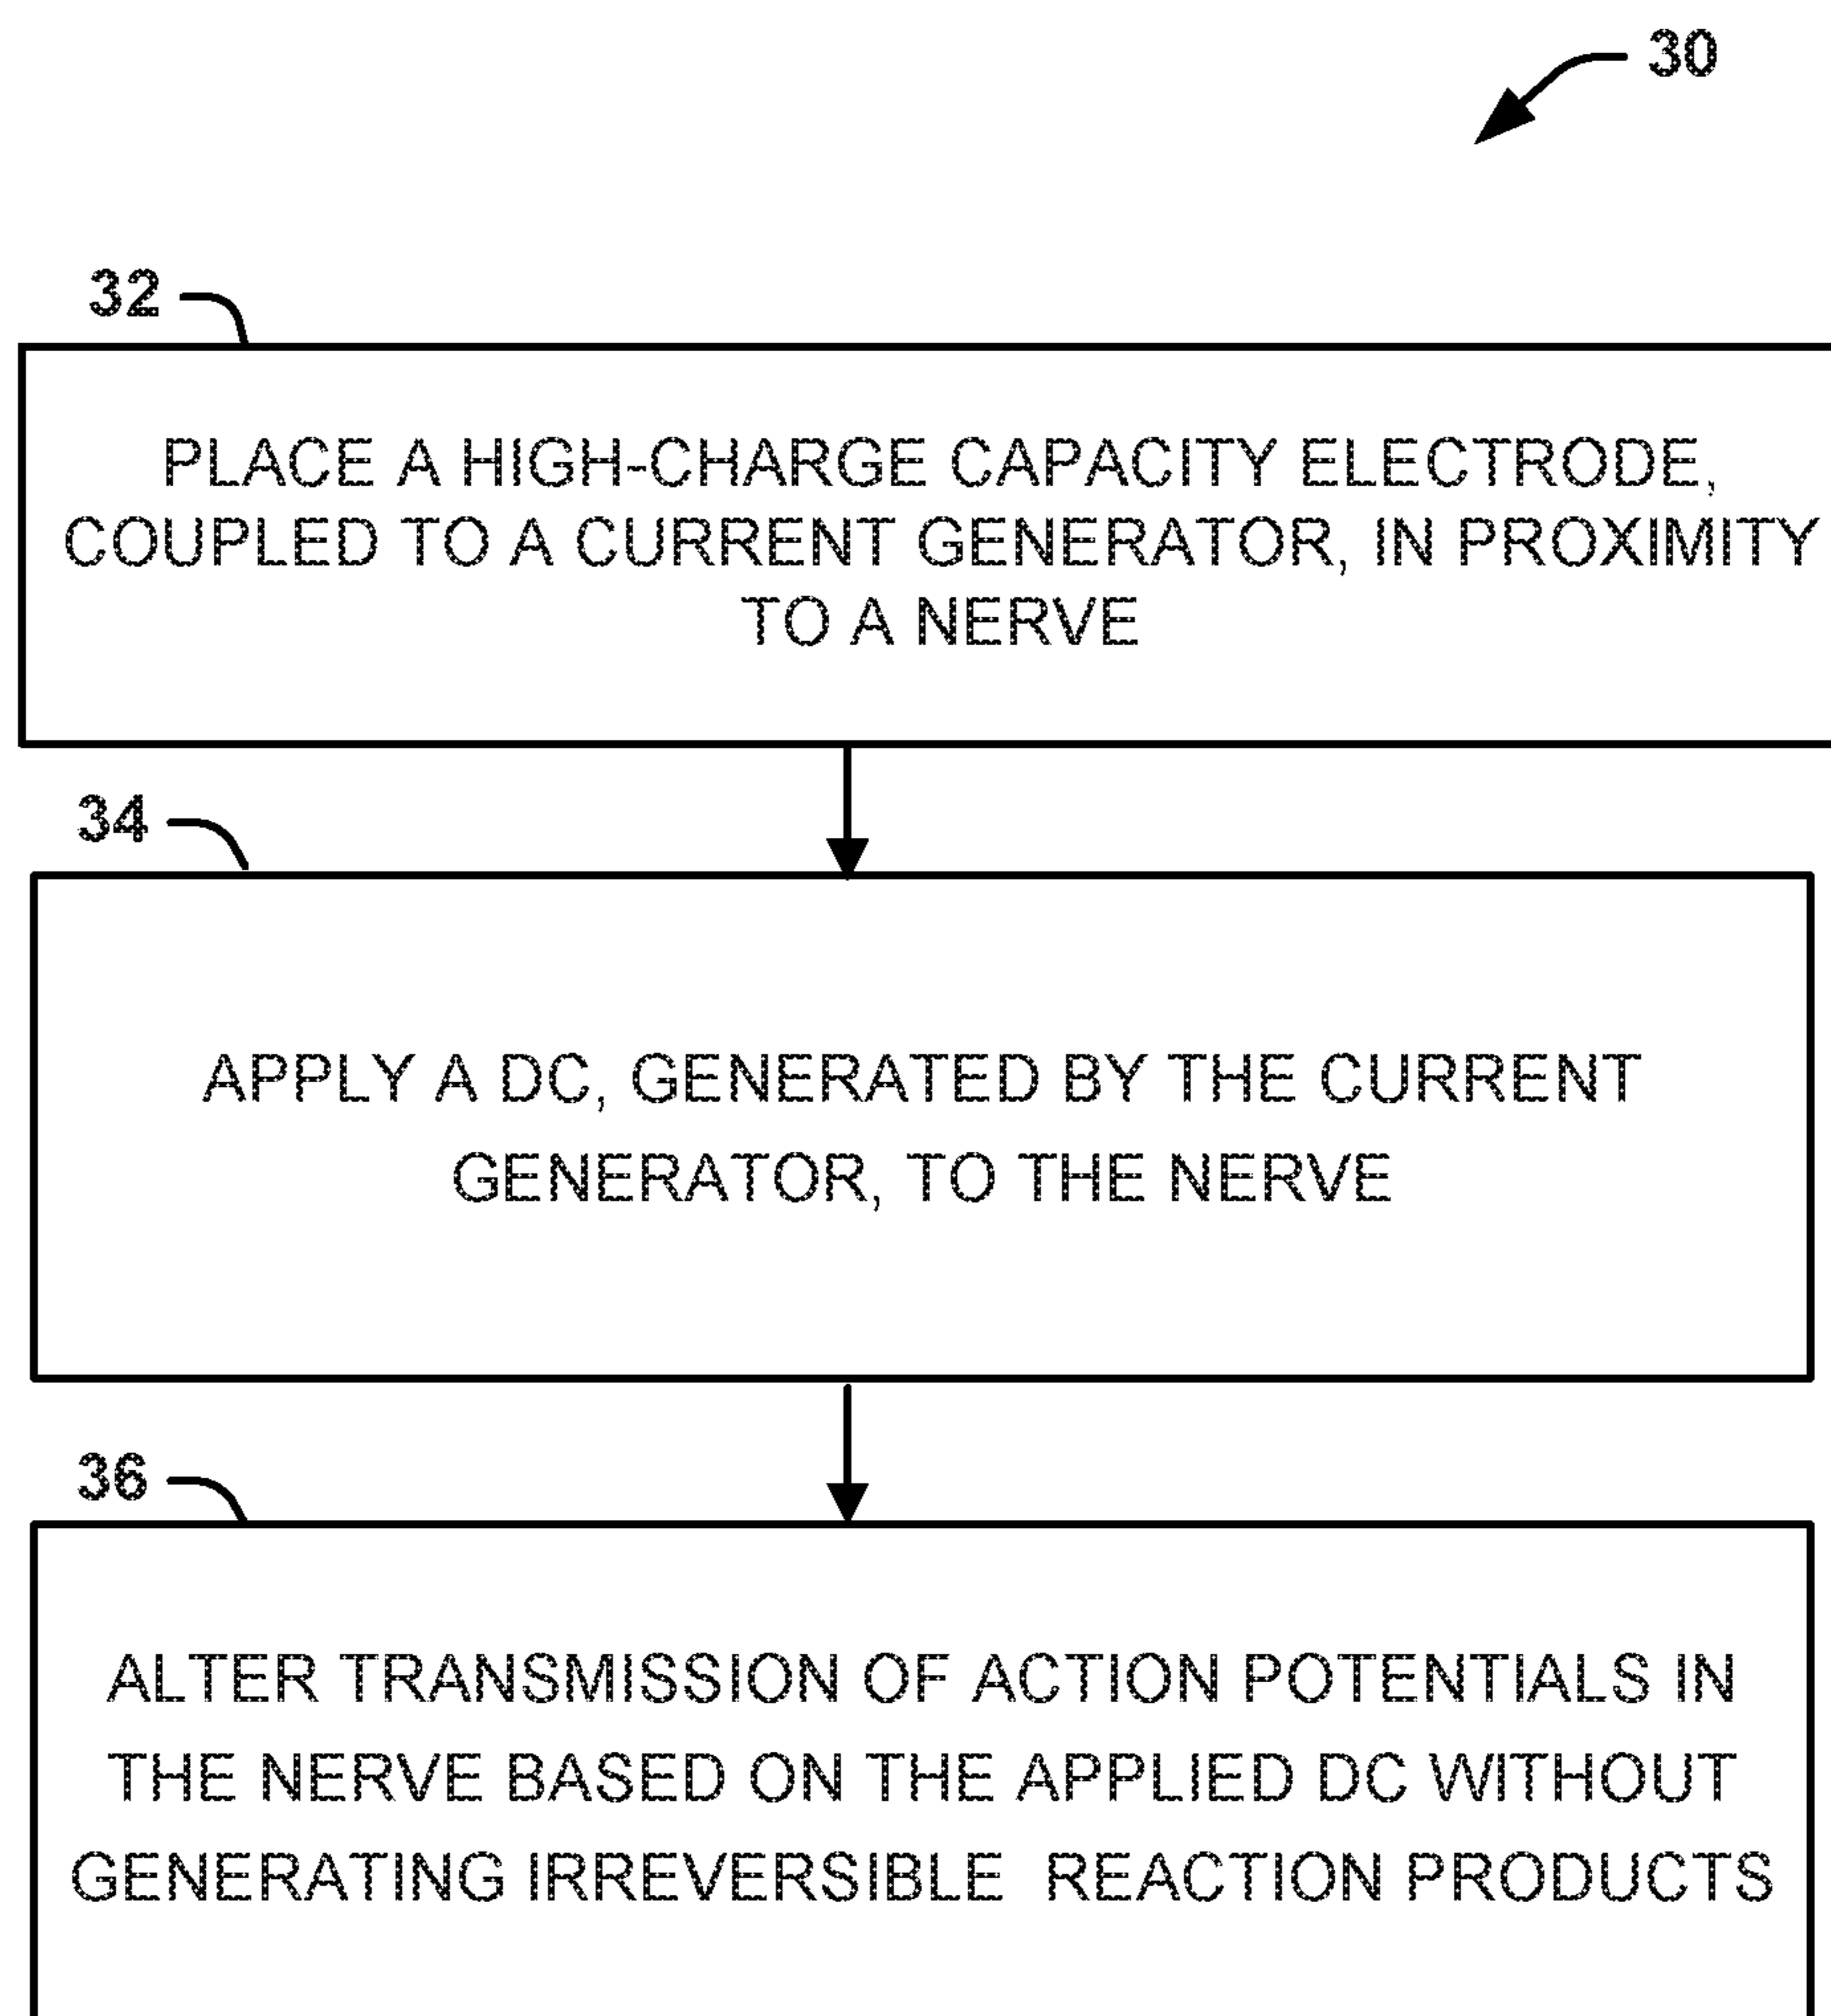 30
32
PLACE A HIGH-CHARGE CAPACITY ELECTRODE,
COUPLED TO A CURRENT GENERATOR, IN PROXIMITY
TO A NERVE
34
APPLY A DC, GENERATED BY THE CURRENT
GENERATOR, TO THE NERVE
36
ALTER TRANSMISSION OF ACTION POTENTIALS IN
THE NERVE BASED ON THE APPLIED DC WITHOUT
GENERATING IRREVERSIBLE REACTION PRODUCTS